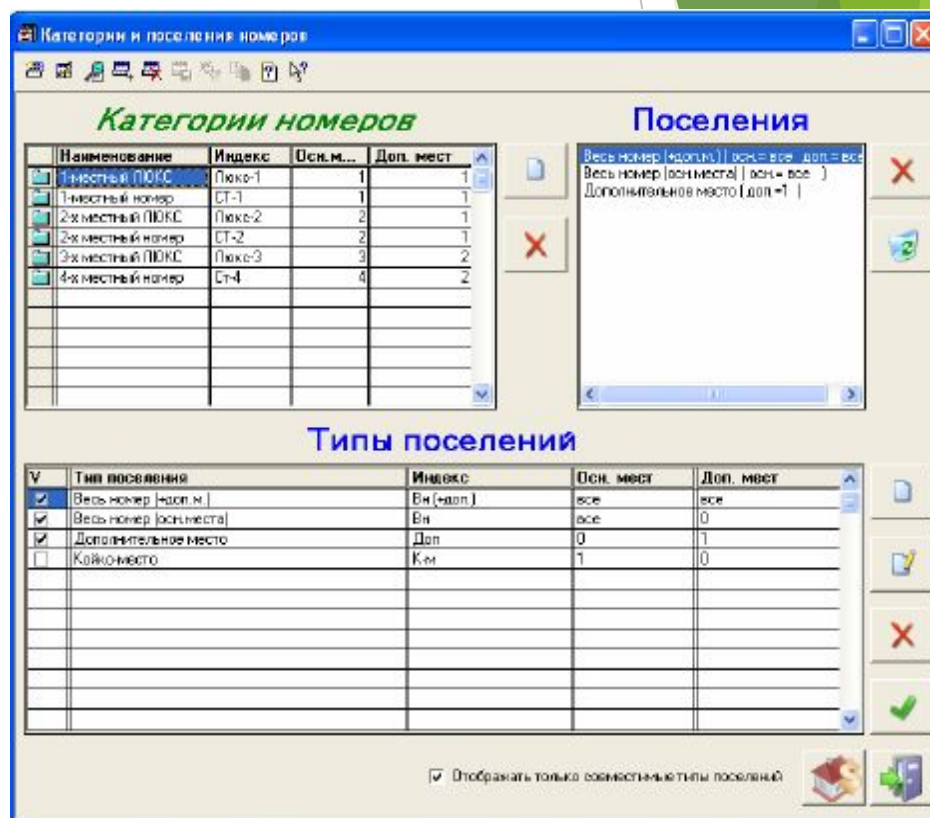 Категории и поселения номеров
Категории номеров
Поселения
Наименование Индекс Осн.м... Доп. мест
1-местный ЛЮКС Люкс-1 1 1
1-местный номер СТ-1 1 1
2-х местный ЛЮКС Люкс-2 2 1
2-х местный номер СТ-2 2 1
3-х местный ЛЮКС Люкс-3 3 2
4-х местный номер Ст-4 4 2
Весь номер (+доп.м.) ( осн.= все доп.= все
Весь номер (осн.места) ( осн.= все )
Дополнительное место ( доп.=1 )
Типы поселений
V Тип поселения Индекс Осн. мест Доп. мест
Весь номер (+доп.м.) Вн (+доп.) все все
Весь номер (осн.места) Вн все 0
Дополнительное место Доп 0 1
Койко-место К-м 1 0
Отображать только совместимые типы поселений